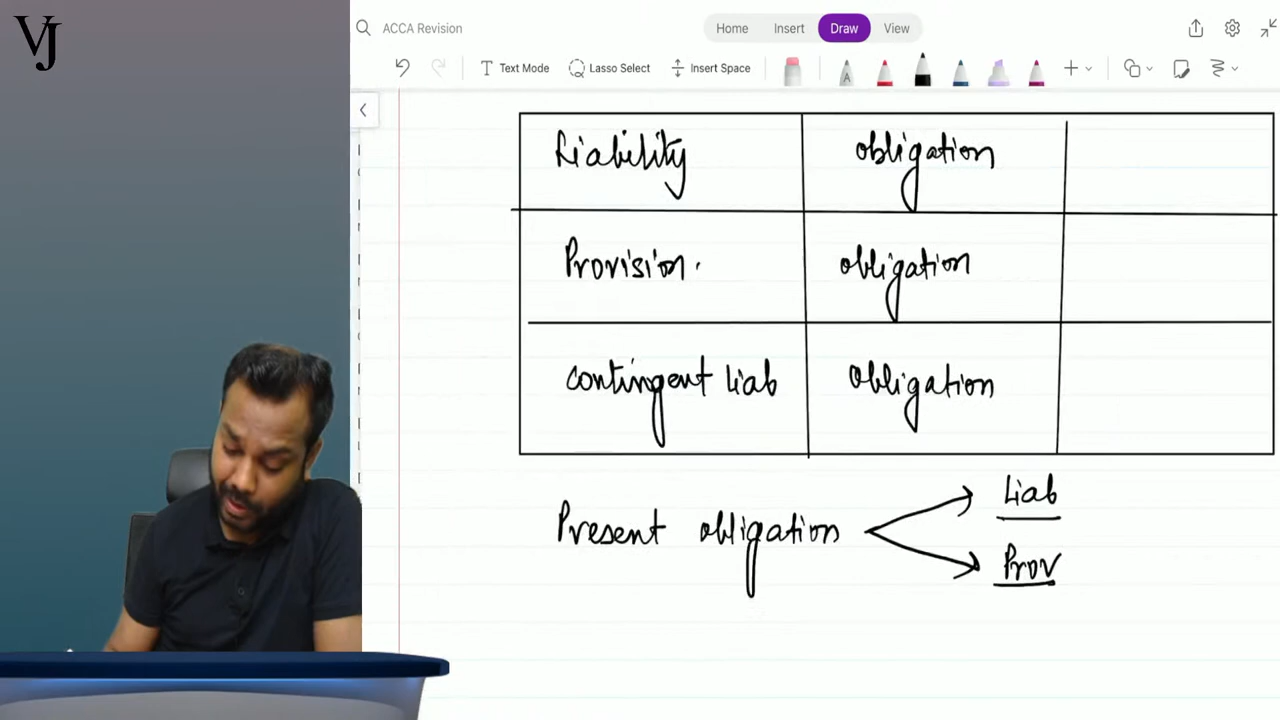 VJ
ACCA Revision
Home Insert Draw View
Text Mode Lasso Select Insert Space
Liability obligation
Provision. obligation
Contingent Liab obligation
Liab
Present obligation
Prov